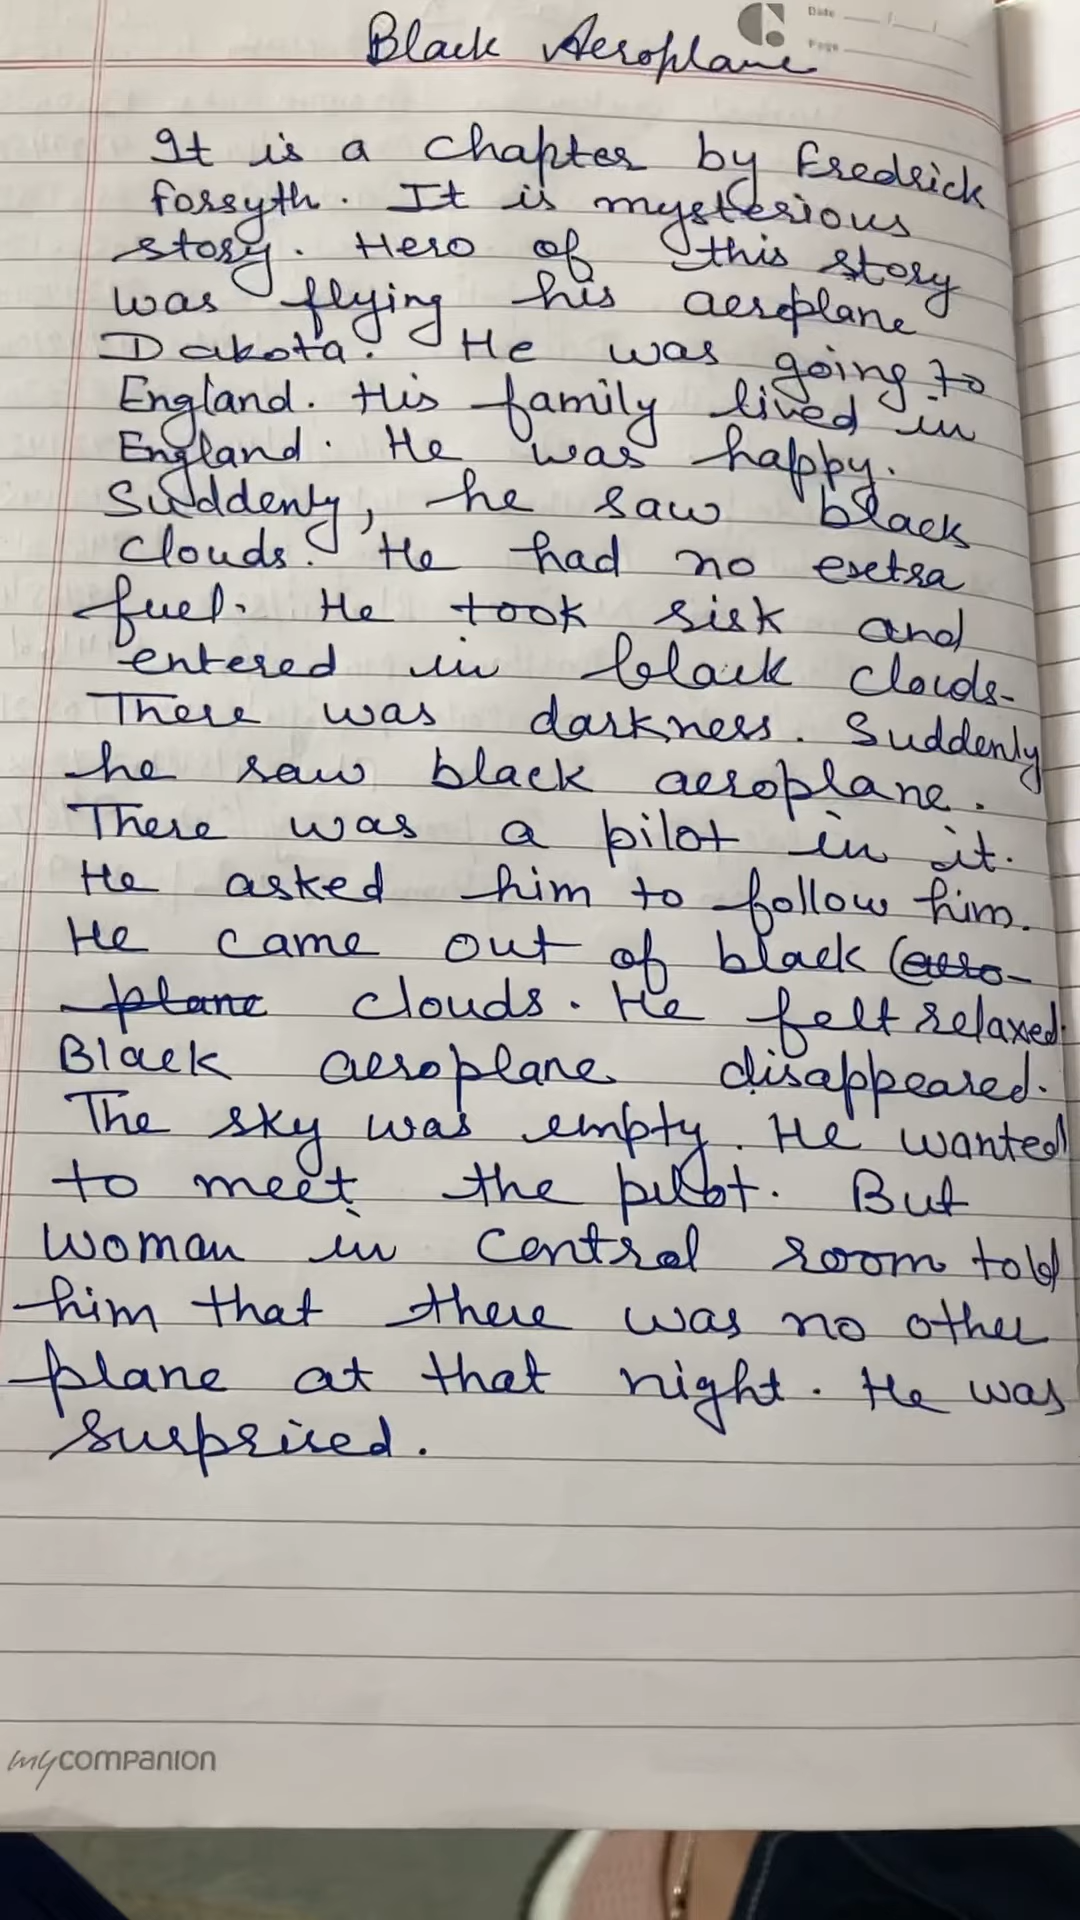 Date
Page
Black Aeroplane
It is a chapter by Fredrick
Forsyth. It is mysterious
story. Hero of this story
was flying his aeroplane
Dakota. He was going to
England. His family lived in
England. He was happy.
Suddenly, he saw black
clouds. He had no extra
fuel. He took risk and
entered in black clouds.
There was darkness. Suddenly
he saw black aeroplane.
There was a pilot in it.
He asked him to follow him.
He came out of black (aero-
plane clouds. He felt relaxed.
Black aeroplane disappeared.
The sky was empty. He wanted
to meet the pilot. But
woman in control room told
him that there was no other
plane at that night. He was
surprised.
mycompanion